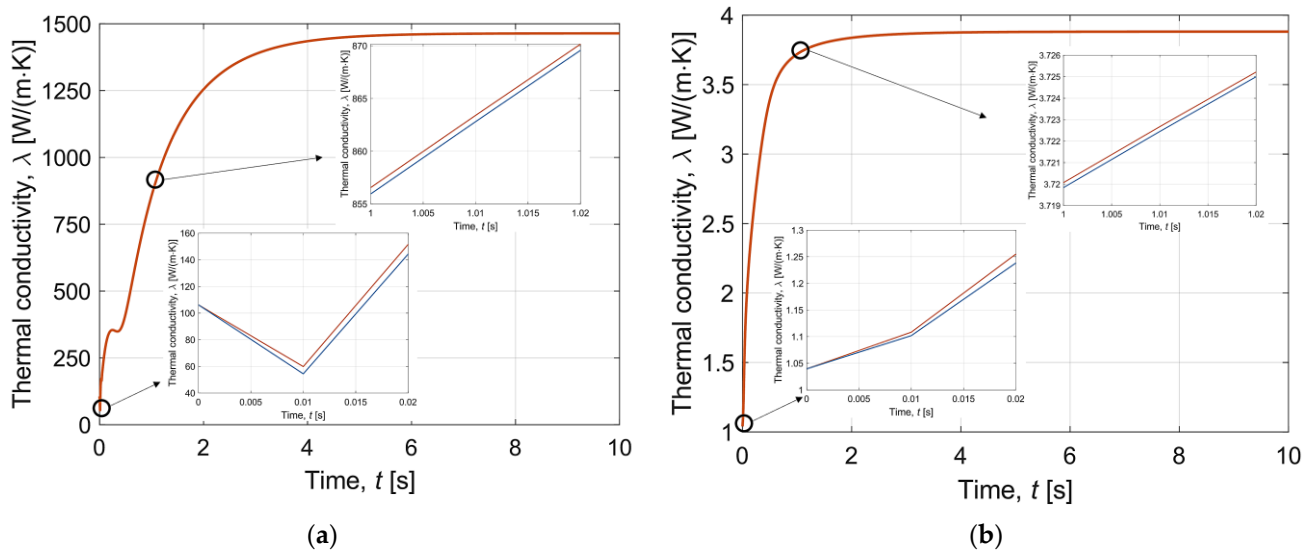 Thermal conductivity, λ [W/(m·K)]
1500
1250
1000
750
500
250
0
0 2 4 6 8 10
Time, t [s]
Thermal conductivity, λ [W/(m·K)]
870
865
860
855
1 1.005 1.01 1.015 1.02
Time, t [s]
Thermal conductivity, λ [W/(m·K)]
160
140
120
100
80
60
40
0 0.005 0.01 0.015 0.02
Time, t [s]
(a)
Thermal conductivity, λ [W/(m·K)]
4
3.5
3
2.5
2
1.5
1
0 2 4 6 8 10
Time, t [s]
Thermal conductivity, λ [W/(m·K)]
3.726
3.725
3.724
3.723
3.722
3.721
3.72
3.719
1 1.005 1.01 1.015 1.02
Time, t [s]
Thermal conductivity, λ [W/(m·K)]
1.3
1.25
1.2
1.15
1.1
1.05
1
0 0.005 0.01 0.015 0.02
Time, t [s]
(b)